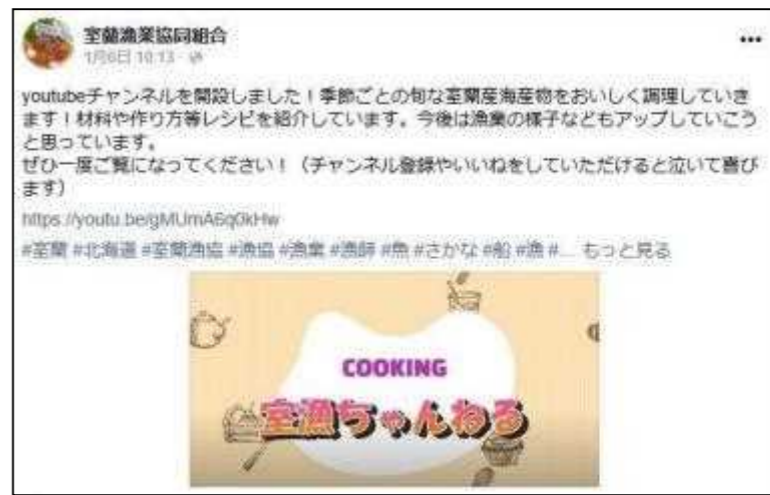 室蘭漁業協同組合
1月6日 10:13
youtubeチャンネルを開設しました！季節ごとの旬な室蘭産海産物をおいしく調理していき
ます！材料や作り方等レシピを紹介しています。今後は漁業の様子などもアップしていこう
と思っています。
ぜひ一度ご覧になってください！（チャンネル登録やいいねをしていただけると泣いて喜び
ます）
https://youtu.be/gMUmA6q0kHw
#室蘭 #北海道 #室蘭漁協 #漁協 #漁業 #漁師 #魚 #さかな #船 #漁 #... もっと見る
COOKING
室漁ちゃんねる